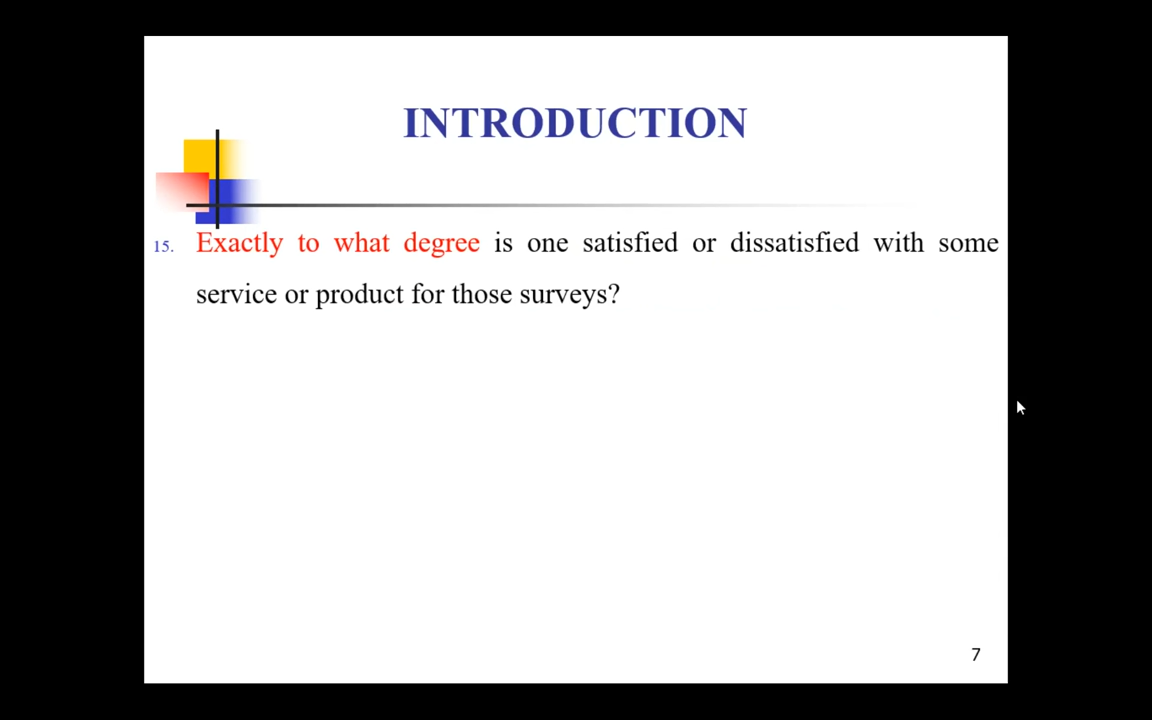 INTRODUCTION
15. Exactly to what degree is one satisfied or dissatisfied with some
service or product for those surveys?
7